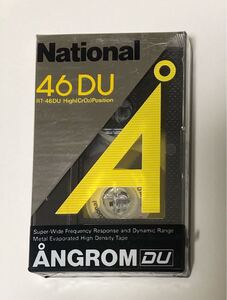 National
46 DU
RT-46DU High(CrO₂)Position
Å
Super-Wide Frequency Response and Dynamic Range
Metal Evaporated High Density Tape
ÅNGROM DU